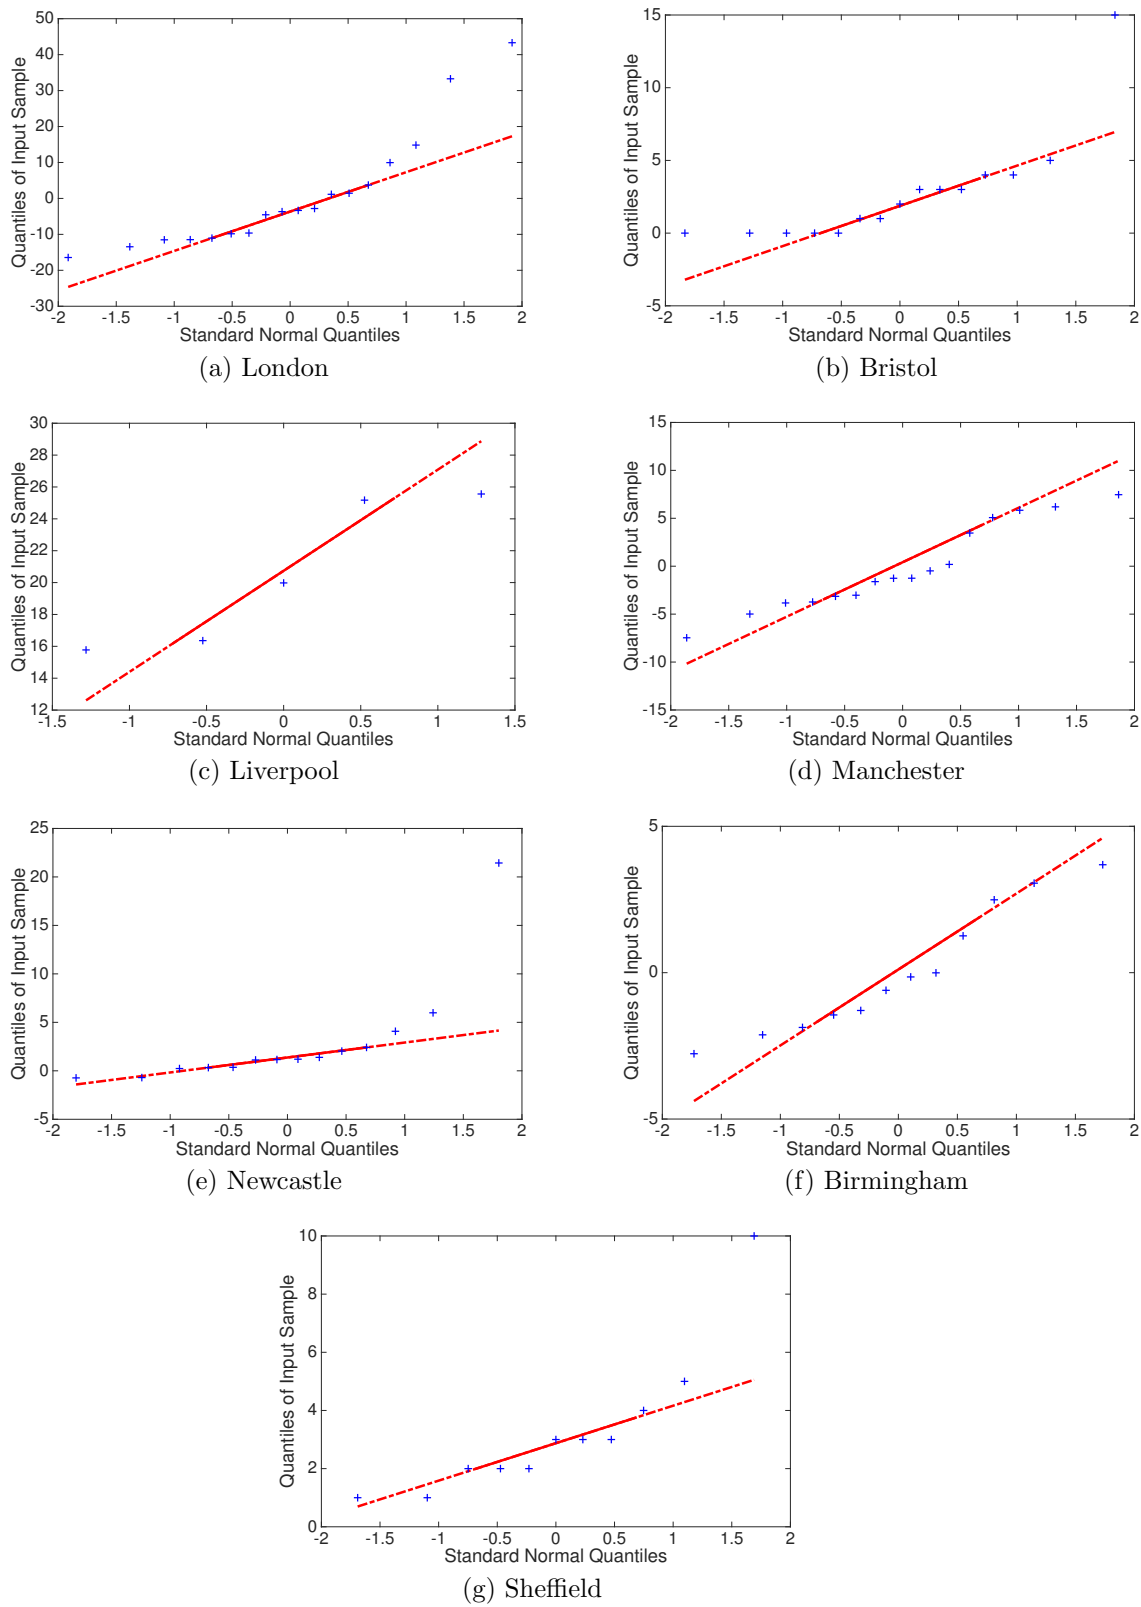 50
40
30
20
10
0
-10
-20
-30
Quantiles of Input Sample
-2 -1.5 -1 -0.5 0 0.5 1 1.5 2
Standard Normal Quantiles
(a) London
15
10
5
0
-5
Quantiles of Input Sample
-2 -1.5 -1 -0.5 0 0.5 1 1.5 2
Standard Normal Quantiles
(b) Bristol
30
28
26
24
22
20
18
16
14
12
Quantiles of Input Sample
-1.5 -1 -0.5 0 0.5 1 1.5
Standard Normal Quantiles
(c) Liverpool
15
10
5
0
-5
-10
-15
Quantiles of Input Sample
-2 -1.5 -1 -0.5 0 0.5 1 1.5 2
Standard Normal Quantiles
(d) Manchester
25
20
15
10
5
0
-5
Quantiles of Input Sample
-2 -1.5 -1 -0.5 0 0.5 1 1.5 2
Standard Normal Quantiles
(e) Newcastle
5
0
-5
Quantiles of Input Sample
-2 -1.5 -1 -0.5 0 0.5 1 1.5 2
Standard Normal Quantiles
(f) Birmingham
10
8
6
4
2
0
Quantiles of Input Sample
-2 -1.5 -1 -0.5 0 0.5 1 1.5 2
Standard Normal Quantiles
(g) Sheffield